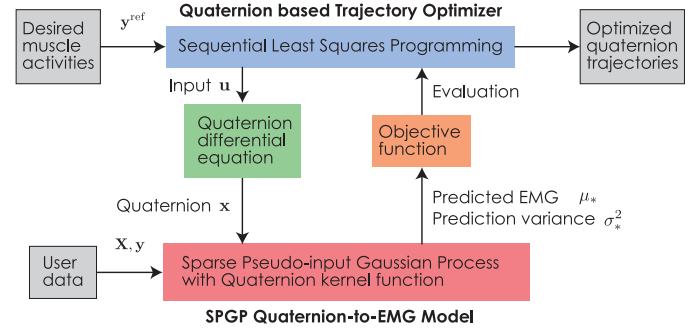 Quaternion based Trajectory Optimizer
Desired
muscle
activities
y^ref
Sequential Least Squares Programming
Optimized
quaternion
trajectories
Input u
Evaluation
Quaternion
differential
equation
Objective
function
Quaternion x
Predicted EMG μ_*
Prediction variance σ_*^2
X, y
User
data
Sparse Pseudo-input Gaussian Process
with Quaternion kernel function
SPGP Quaternion-to-EMG Model